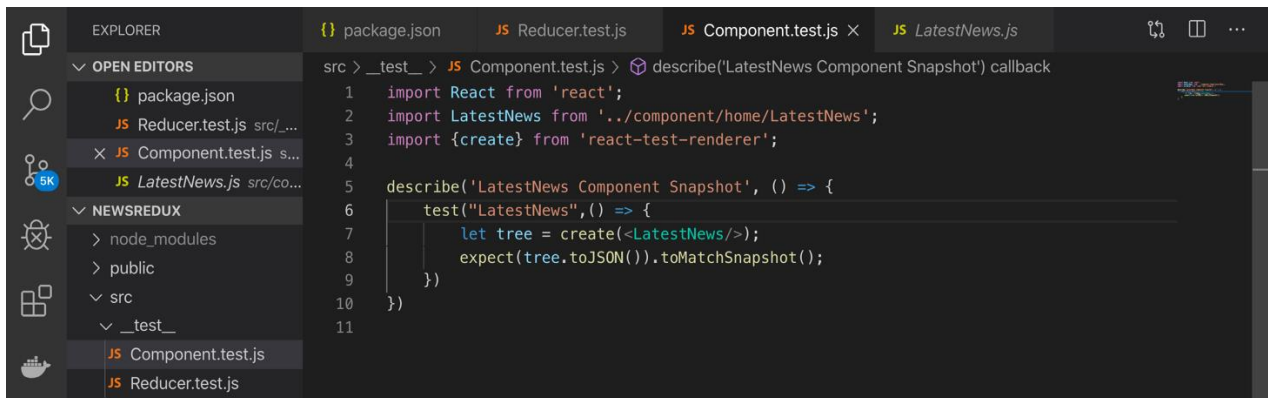 EXPLORER
{} package.json JS Reducer.test.js JS Component.test.js × JS LatestNews.js ...
OPEN EDITORS
{} package.json
JS Reducer.test.js src/_...
× JS Component.test.js s...
JS LatestNews.js src/co...
NEWSREDUX
> node_modules
> public
src
__test__
JS Component.test.js
JS Reducer.test.js
5K
src > __test__ > JS Component.test.js > describe('LatestNews Component Snapshot') callback
1 import React from 'react';
2 import LatestNews from '../component/home/LatestNews';
3 import {create} from 'react-test-renderer';
4
5 describe('LatestNews Component Snapshot', () => {
6 test("LatestNews",() => {
7 let tree = create(<LatestNews/>);
8 expect(tree.toJSON()).toMatchSnapshot();
9 })
10 })
11